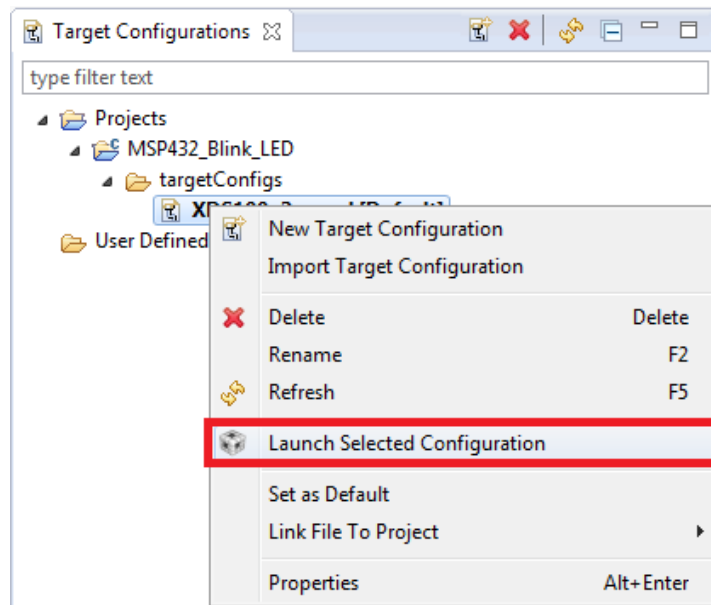 Target Configurations
type filter text
Projects
MSP432_Blink_LED
targetConfigs
User Defined
New Target Configuration
Import Target Configuration
Delete Delete
Rename F2
Refresh F5
Launch Selected Configuration
Set as Default
Link File To Project
Properties Alt+Enter